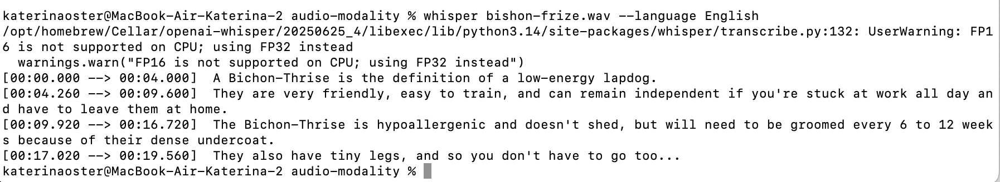 katerinaoster@MacBook-Air-Katerina-2 audio-modality % whisper bishon-frize.wav --language English
/opt/homebrew/Cellar/openai-whisper/20250625_4/libexec/lib/python3.14/site-packages/whisper/transcribe.py:132: UserWarning: FP1
6 is not supported on CPU; using FP32 instead
  warnings.warn("FP16 is not supported on CPU; using FP32 instead")
[00:00.000 --> 00:04.000]  A Bichon-Thrise is the definition of a low-energy lapdog.
[00:04.260 --> 00:09.600]  They are very friendly, easy to train, and can remain independent if you're stuck at work all day an
d have to leave them at home.
[00:09.920 --> 00:16.720]  The Bichon-Thrise is hypoallergenic and doesn't shed, but will need to be groomed every 6 to 12 week
s because of their dense undercoat.
[00:17.020 --> 00:19.560]  They also have tiny legs, and so you don't have to go too...
katerinaoster@MacBook-Air-Katerina-2 audio-modality %